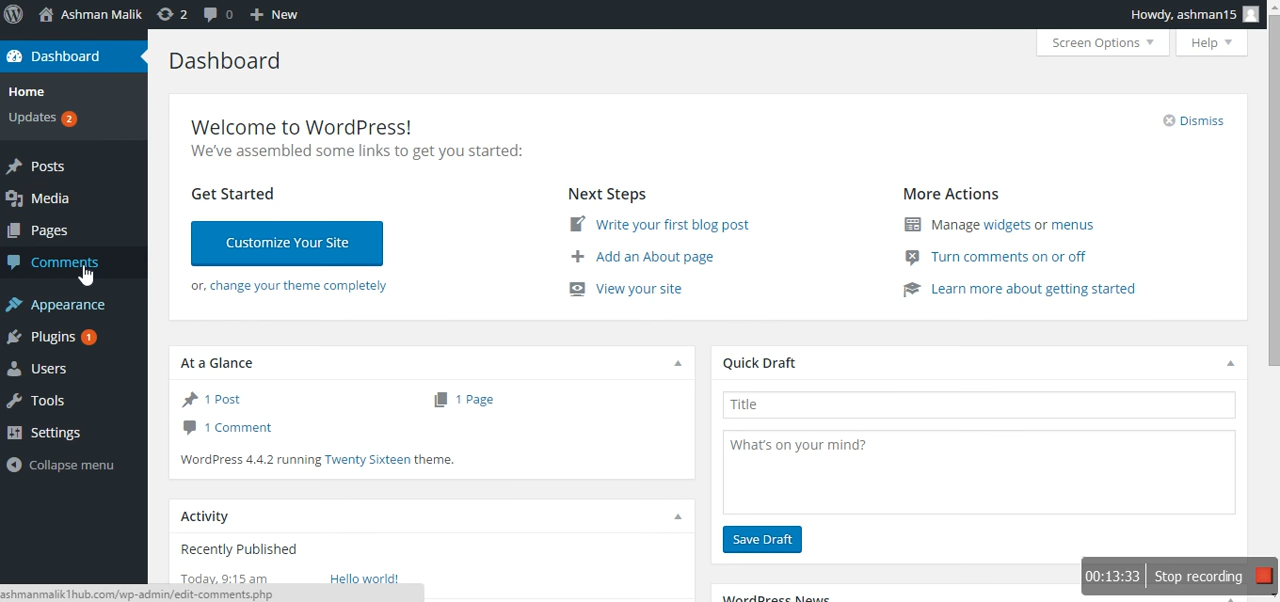 Ashman Malik 2 0 New Howdy, ashman15
Dashboard Screen Options Help
Dashboard
Home
Updates 2
Posts
Media
Pages
Comments
Appearance
Plugins 1
Users
Tools
Settings
Collapse menu
Welcome to WordPress! Dismiss
We've assembled some links to get you started:
Get Started
Customize Your Site
or, change your theme completely
Next Steps
Write your first blog post
Add an About page
View your site
More Actions
Manage widgets or menus
Turn comments on or off
Learn more about getting started
At a Glance
1 Post 1 Page
1 Comment
WordPress 4.4.2 running Twenty Sixteen theme.
Activity
Recently Published
Today, 9:15 am Hello world!
Quick Draft
Title
What's on your mind?
Save Draft
WordPress News
00:13:33 Stop recording
ashmanmalik1hub.com/wp-admin/edit-comments.php